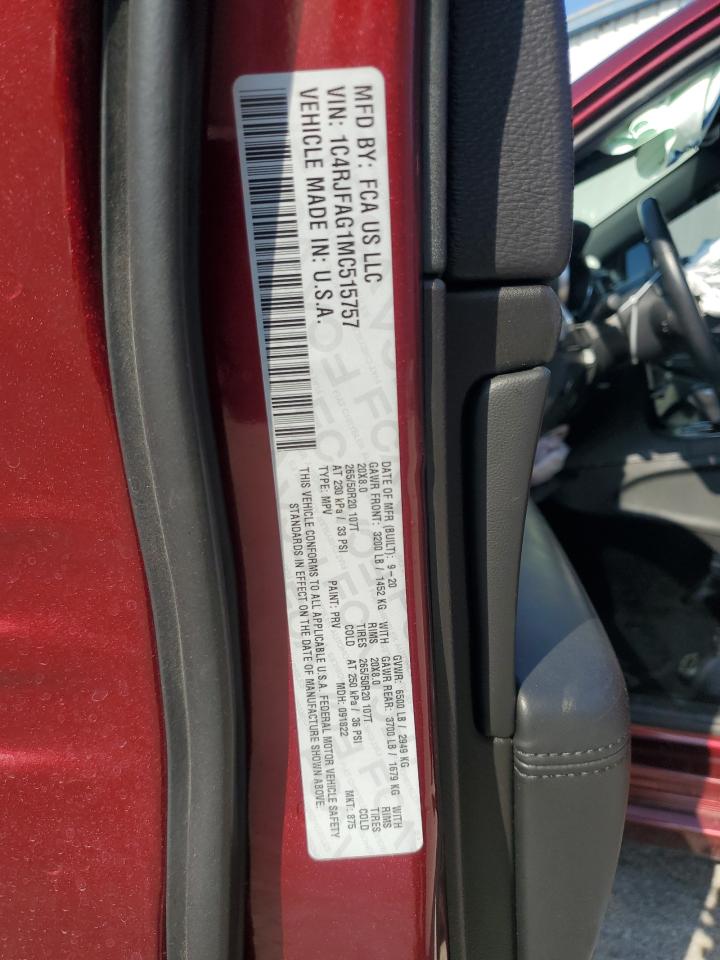 MFD BY: FCA US LLC
VIN: 1C4RJFAG1MC515757
VEHICLE MADE IN: U.S.A.
DATE OF MFR (BUILT): 9-20 GVWR: 6500 LB / 2949 KG
GAWR FRONT: 3200 LB / 1452 KG WITH GAWR REAR: 3700 LB / 1679 KG WITH
20X8.0 RIMS 20X8.0 RIMS
265/50R20 107T TIRES 265/50R20 107T TIRES
AT 230 kPa / 33 PSI COLD AT 250 kPa / 36 PSI COLD
TYPE: MPV PAINT: PRV MDH: 091822 MKT: 875
THIS VEHICLE CONFORMS TO ALL APPLICABLE U.S.A. FEDERAL MOTOR VEHICLE SAFETY
STANDARDS IN EFFECT ON THE DATE OF MANUFACTURE SHOWN ABOVE.